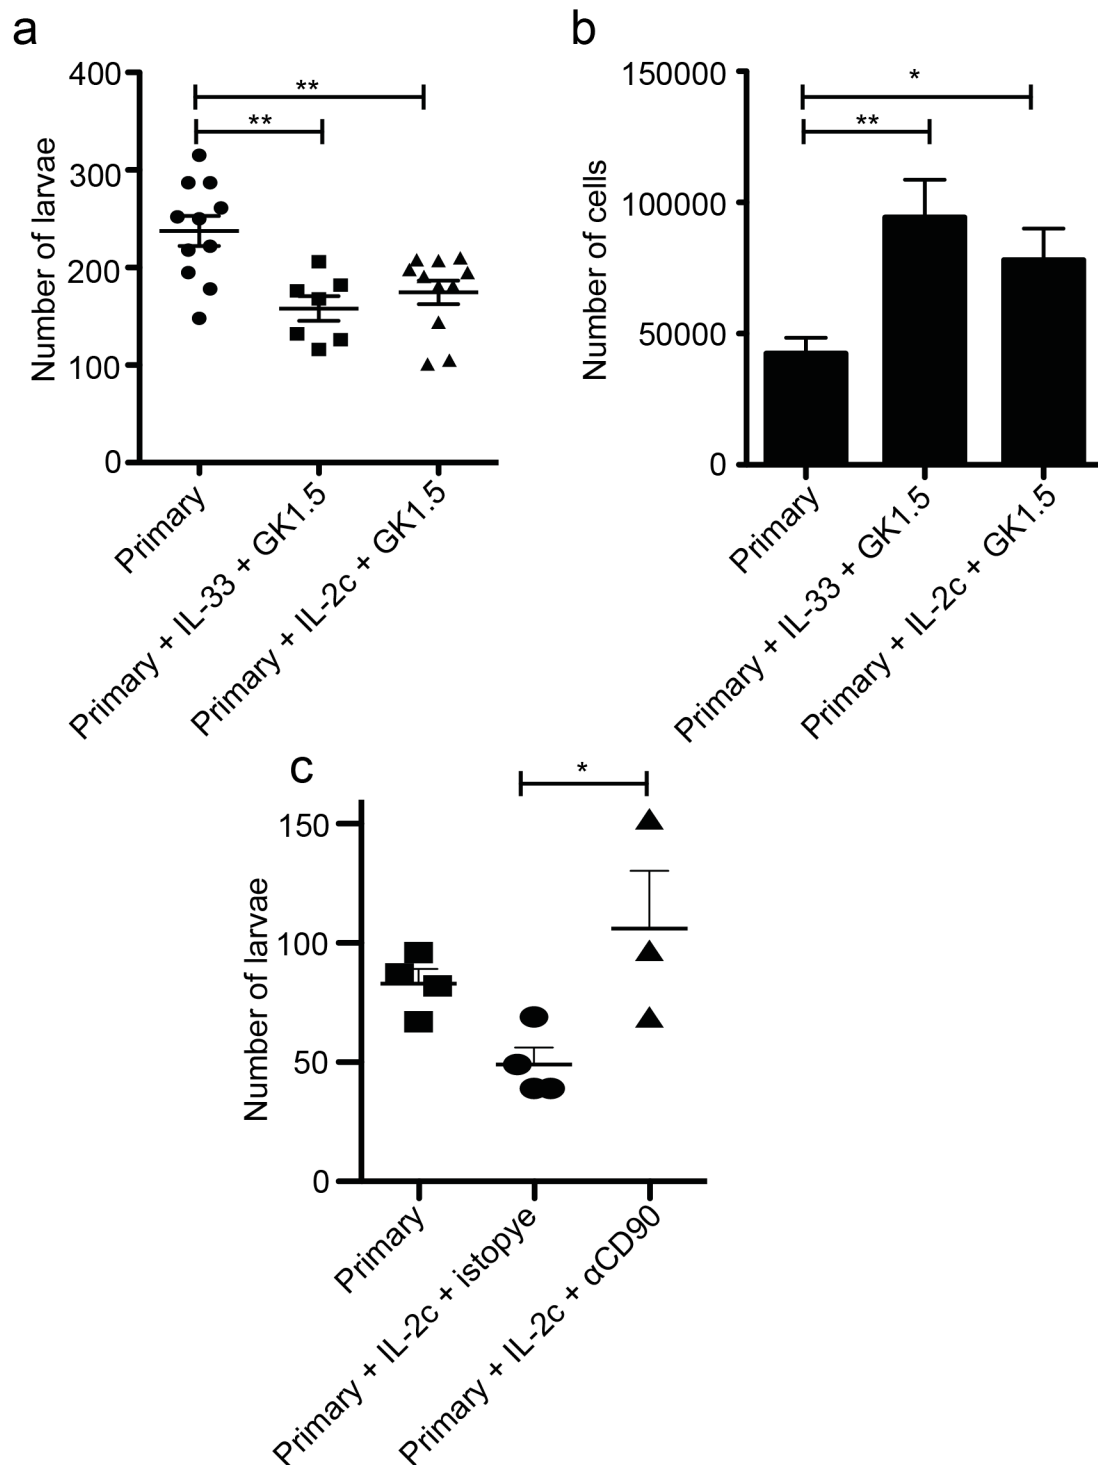 a
400
300
200
100
0
Number of larvae
**
**
Primary
Primary + IL-33 + GK1.5
Primary + IL-2c + GK1.5
b
150000
100000
50000
0
Number of cells
*
**
Primary
Primary + IL-33 + GK1.5
Primary + IL-2c + GK1.5
c
150
100
50
0
Number of larvae
*
Primary
Primary + IL-2c + istopye
Primary + IL-2c + αCD90